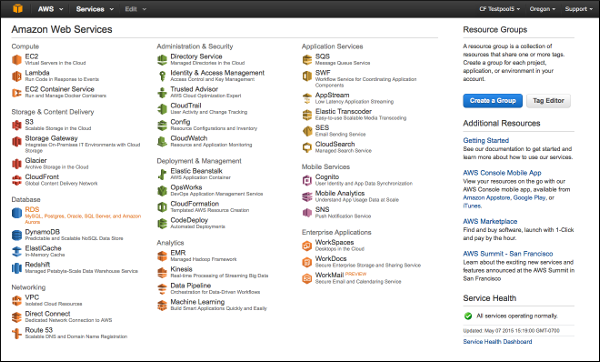 AWS Services Edit CF Testpool5 Oregon Support
Amazon Web Services
Compute
EC2
Virtual Servers in the Cloud
Lambda
Run Code in Response to Events
EC2 Container Service
Run and Manage Docker Containers
Storage & Content Delivery
S3
Scalable Storage in the Cloud
Storage Gateway
Integrates On-Premises IT Environments with Cloud
Storage
Glacier
Archive Storage in the Cloud
CloudFront
Global Content Delivery Network
Database
RDS
MySQL, Postgres, Oracle, SQL Server, and Amazon
Aurora
DynamoDB
Predictable and Scalable NoSQL Data Store
ElastiCache
In-Memory Cache
Redshift
Managed Petabyte-Scale Data Warehouse Service
Networking
VPC
Isolated Cloud Resources
Direct Connect
Dedicated Network Connection to AWS
Route 53
Scalable DNS and Domain Name Registration
Administration & Security
Directory Service
Managed Directories in the Cloud
Identity & Access Management
Access Control and Key Management
Trusted Advisor
AWS Cloud Optimization Expert
CloudTrail
User Activity and Change Tracking
Config
Resource Configurations and Inventory
CloudWatch
Resource and Application Monitoring
Deployment & Management
Elastic Beanstalk
AWS Application Container
OpsWorks
DevOps Application Management Service
CloudFormation
Templated AWS Resource Creation
CodeDeploy
Automated Deployments
Analytics
EMR
Managed Hadoop Framework
Kinesis
Real-time Processing of Streaming Big Data
Data Pipeline
Orchestration for Data-Driven Workflows
Machine Learning
Build Smart Applications Quickly and Easily
Application Services
SQS
Message Queue Service
SWF
Workflow Service for Coordinating Application
Components
AppStream
Low Latency Application Streaming
Elastic Transcoder
Easy-to-use Scalable Media Transcoding
SES
Email Sending Service
CloudSearch
Managed Search Service
Mobile Services
Cognito
User Identity and App Data Synchronization
Mobile Analytics
Understand App Usage Data at Scale
SNS
Push Notification Service
Enterprise Applications
WorkSpaces
Desktops in the Cloud
WorkDocs
Secure Enterprise Storage and Sharing Service
WorkMail PREVIEW
Secure Email and Calendaring Service
Resource Groups
A resource group is a collection of
resources that share one or more tags.
Create a group for each project,
application, or environment in your
account.
Create a Group Tag Editor
Additional Resources
Getting Started
See our documentation to get started and
learn more about how to use our services.
AWS Console Mobile App
View your resources on the go with our
AWS Console mobile app, available from
Amazon Appstore, Google Play, or
iTunes.
AWS Marketplace
Find and buy software, launch with 1-Click
and pay by the hour.
AWS Summit - San Francisco
Learn about the exciting new services and
features announced at the AWS Summit in
San Francisco
Service Health
All services operating normally.
Updated: May 07 2015 15:19:00 GMT-0700
Service Health Dashboard